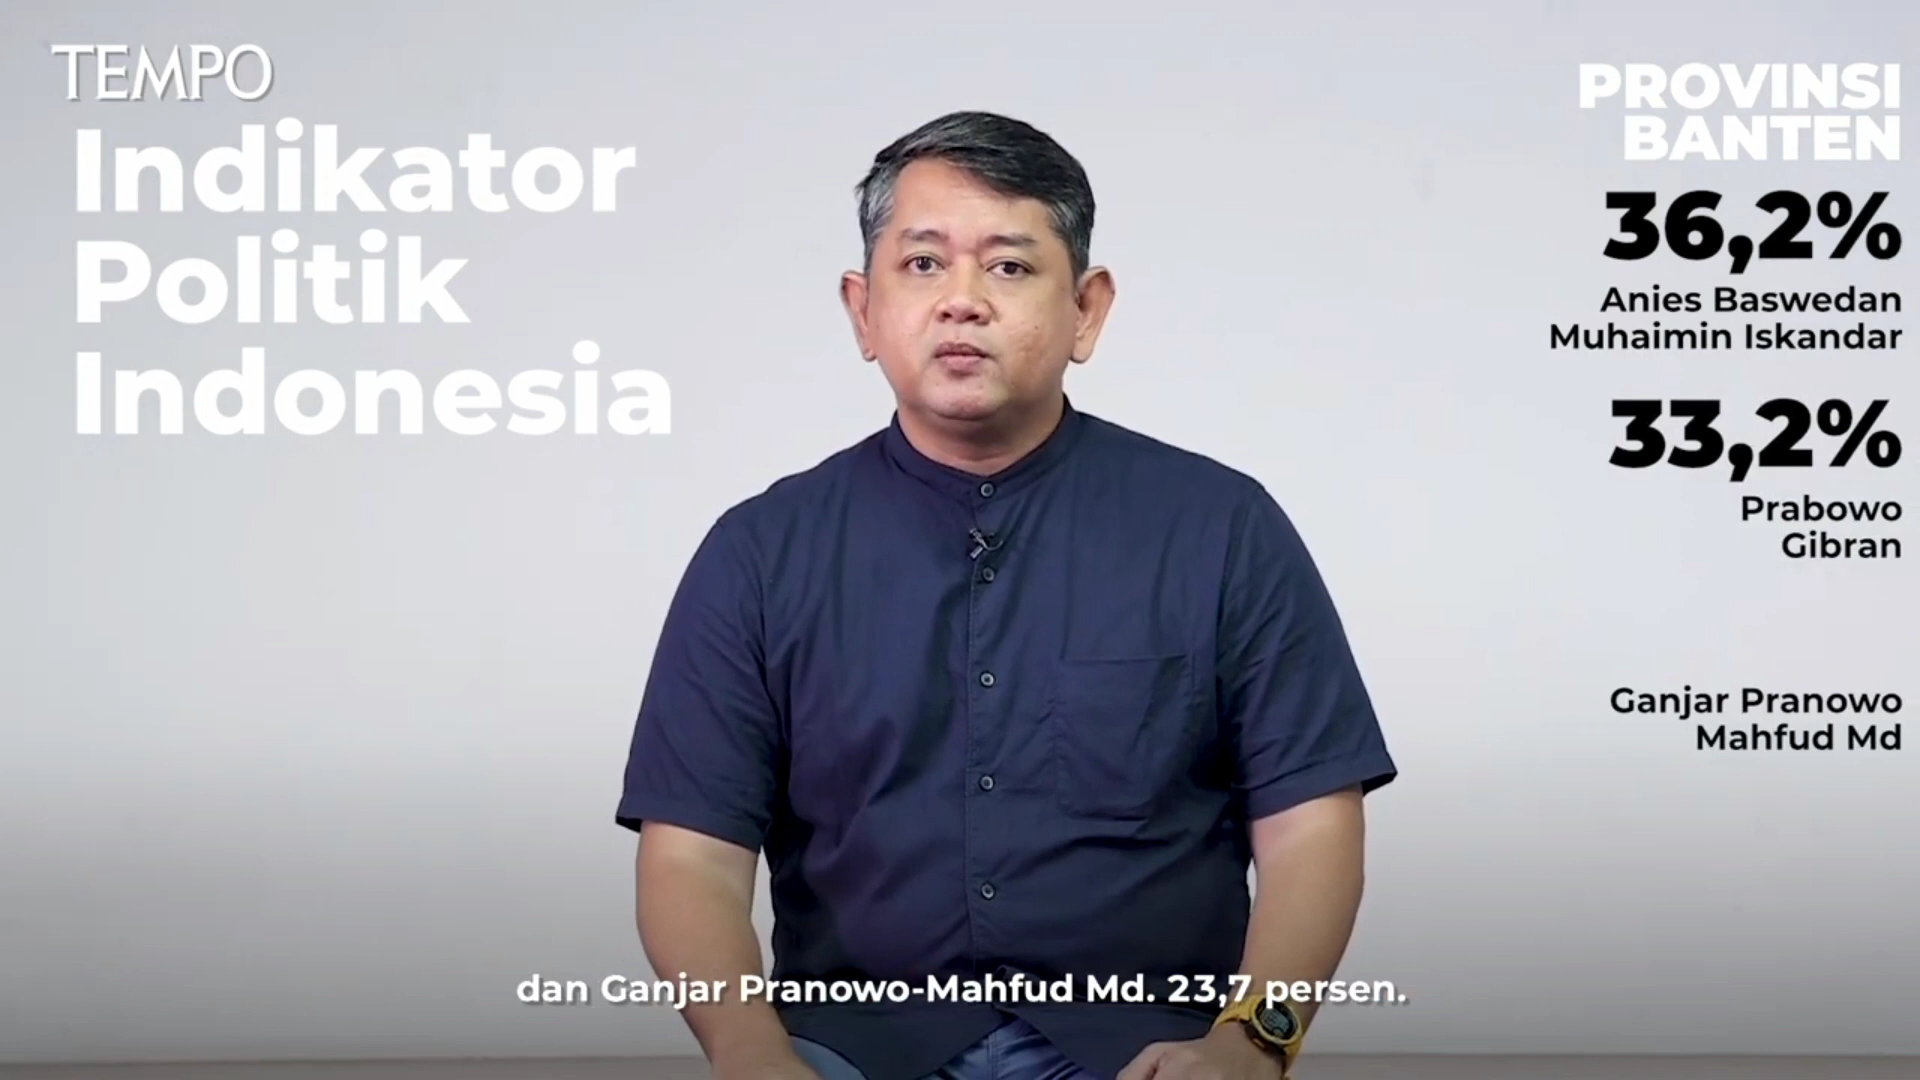 TEMPO
Indikator
Politik
Indonesia
PROVINSI
BANTEN
36,2%
Anies Baswedan
Muhaimin Iskandar
33,2%
Prabowo
Gibran
Ganjar Pranowo
Mahfud Md
dan Ganjar Pranowo-Mahfud Md. 23,7 persen.